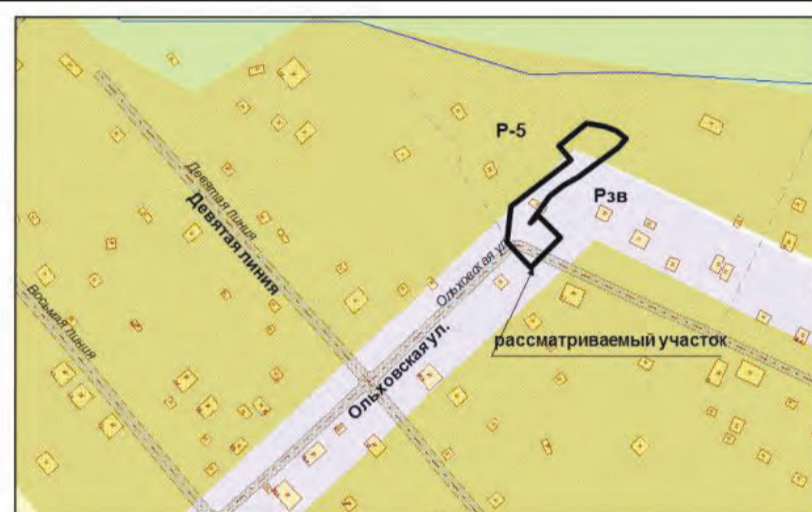 Р-5
Девятая линия
Девятая линия
Рзв
Ольховская ул.
Восьмая линия
рассматриваемый участок
Ольховская ул.